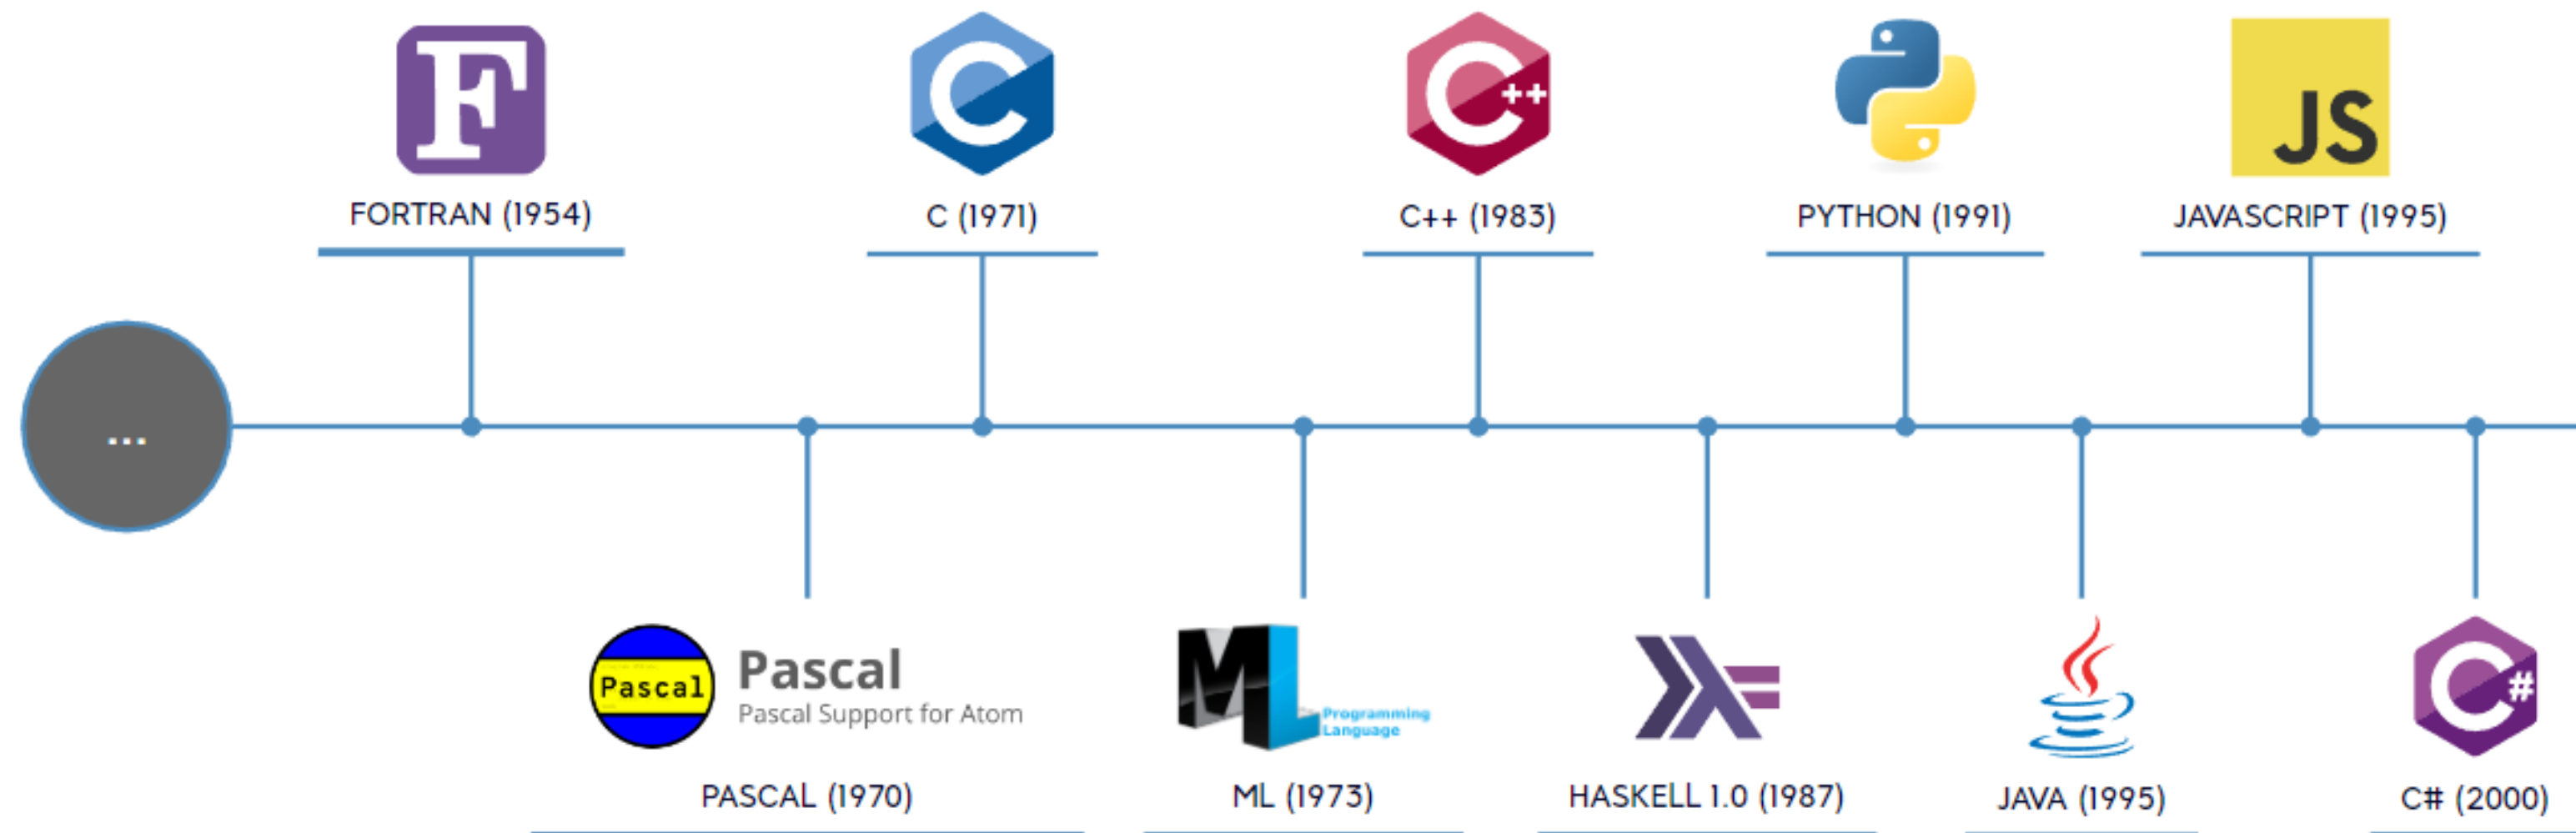 F
C
C++
JS
FORTRAN (1954)
C (1971)
C++ (1983)
PYTHON (1991)
JAVASCRIPT (1995)
...
Pascal
Pascal
Pascal Support for Atom
ML
Programming
Language
C#
PASCAL (1970)
ML (1973)
HASKELL 1.0 (1987)
JAVA (1995)
C# (2000)